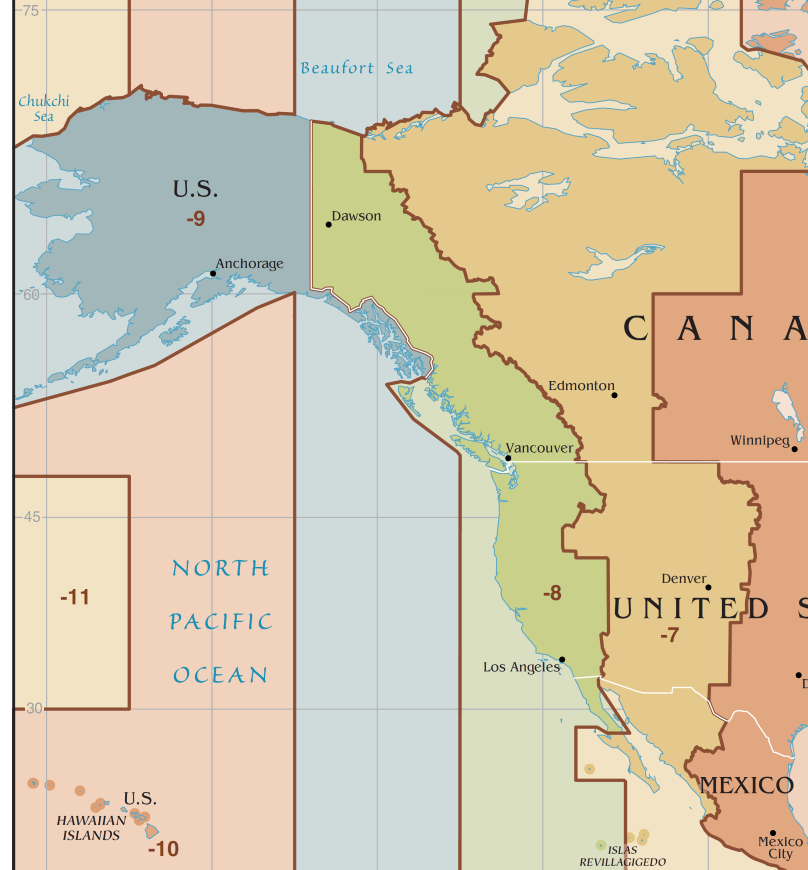 75
Beaufort Sea
Chukchi
Sea
U.S.
-9
Dawson
Anchorage
60
CANA
Edmonton
Winnipeg
Vancouver
45
NORTH
PACIFIC
OCEAN
-11
-8
Denver
UNITED S
-7
Los Angeles
D
30
MEXICO
U.S.
HAWAIIAN
ISLANDS
-10
Mexico
City
ISLAS
REVILLAGIGEDO